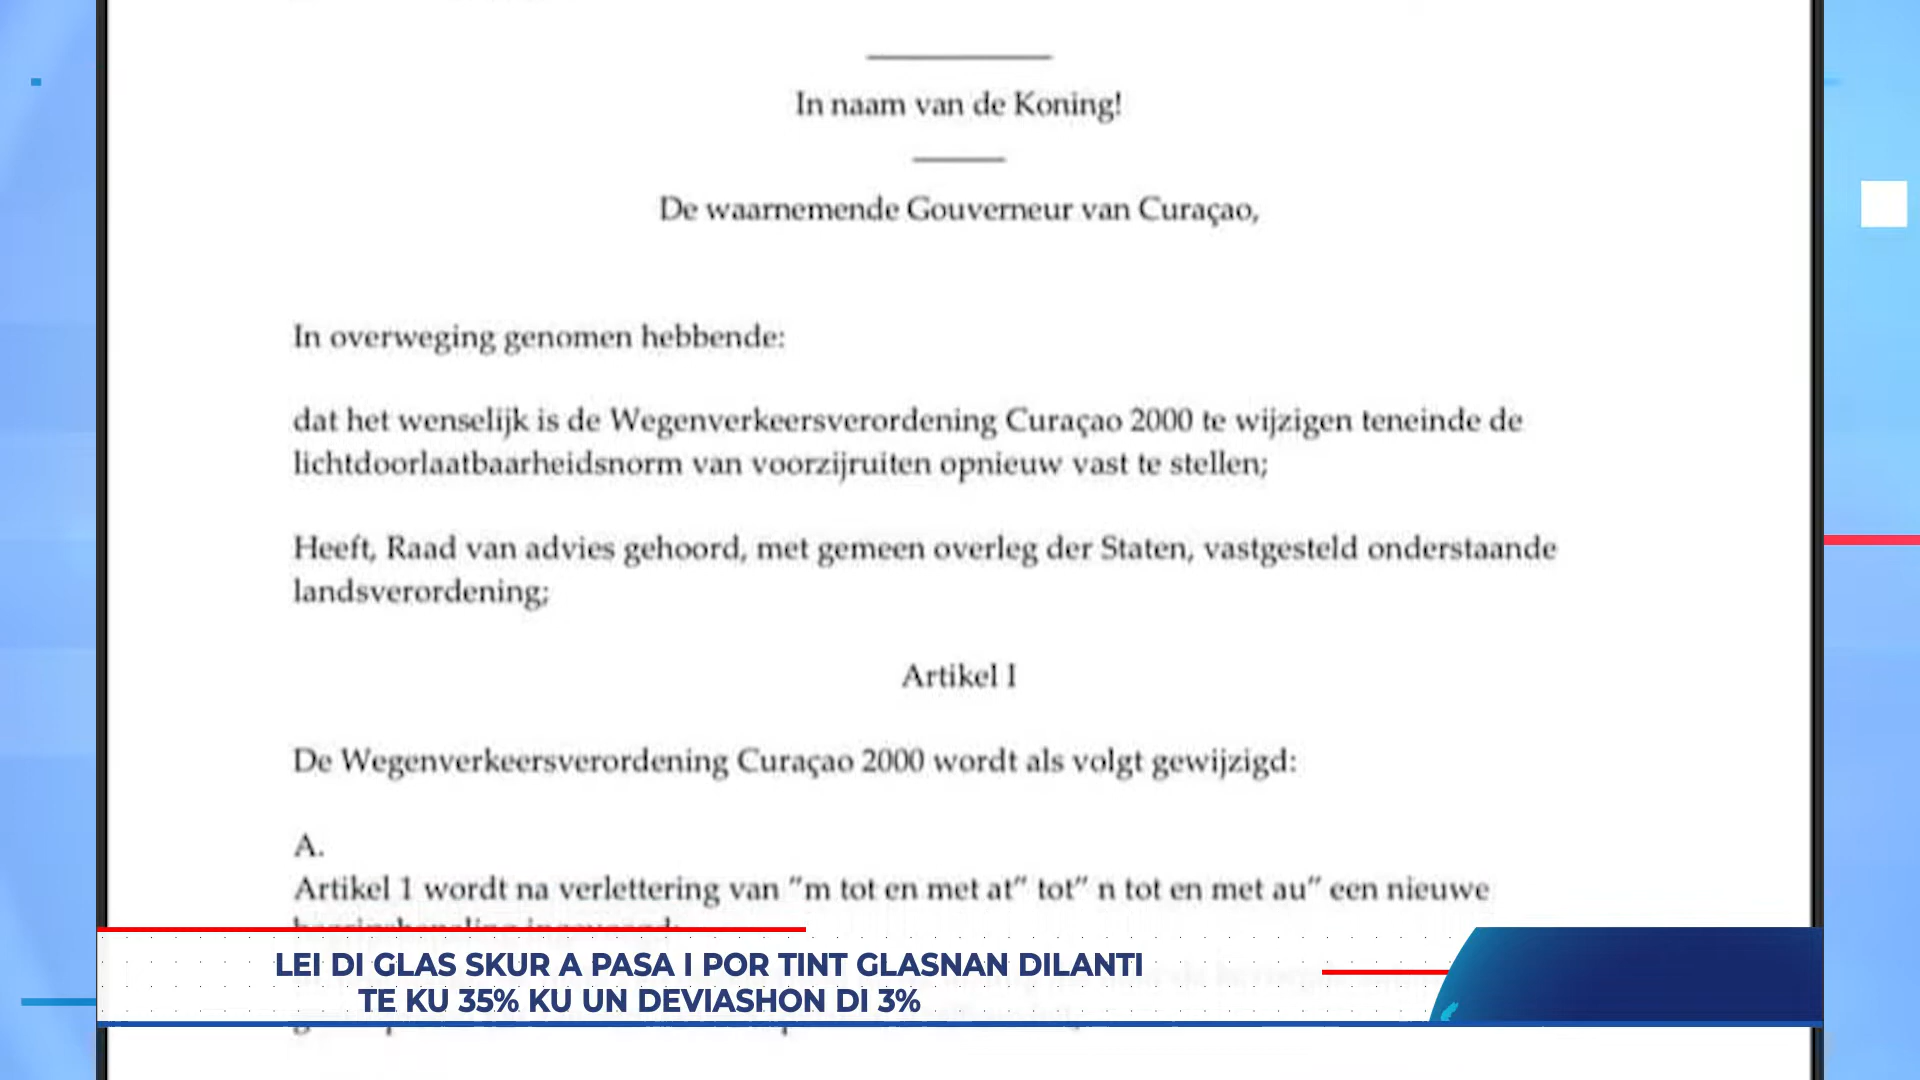 In naam van de Koning!
De waarnemende Gouverneur van Curaçao,
In overweging genomen hebbende:
dat het wenselijk is de Wegenverkeersverordening Curaçao 2000 te wijzigen teneinde de
lichtdoorlaatbaarheidsnorm van voorzijruiten opnieuw vast te stellen;
Heeft, Raad van advies gehoord, met gemeen overleg der Staten, vastgesteld onderstaande
landsverordening;
Artikel I
De Wegenverkeersverordening Curaçao 2000 wordt als volgt gewijzigd:
A.
Artikel 1 wordt na verlettering van ”m tot en met at” tot” n tot en met au” een nieuwe
LEI DI GLAS SKUR A PASA I POR TINT GLASNAN DILANTI
TE KU 35% KU UN DEVIASHON DI 3%